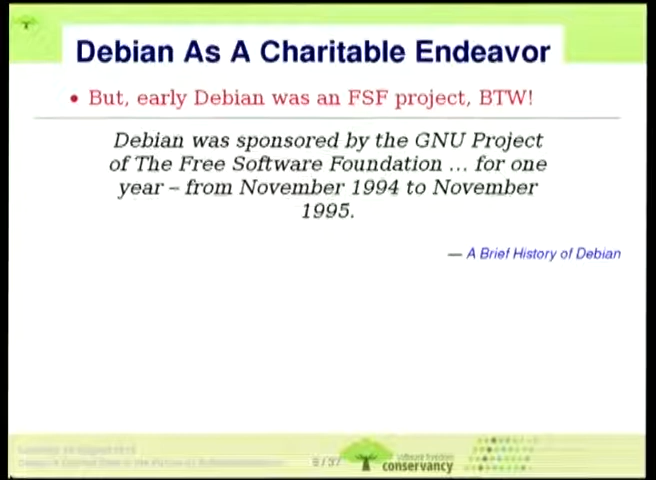 Debian As A Charitable Endeavor
• But, early Debian was an FSF project, BTW!
Debian was sponsored by the GNU Project
of The Free Software Foundation ... for one
year – from November 1994 to November
1995.
— A Brief History of Debian
conservancy